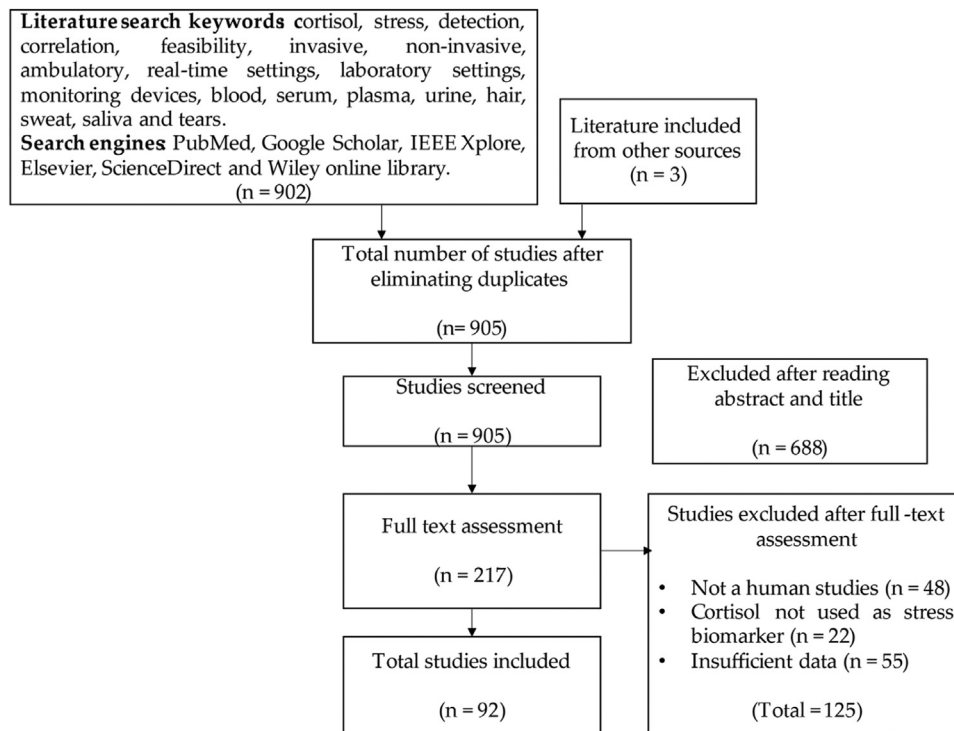 Literature search keywords: cortisol, stress, detection,
correlation, feasibility, invasive, non-invasive,
ambulatory, real-time settings, laboratory settings,
monitoring devices, blood, serum, plasma, urine, hair,
sweat, saliva and tears.
Search engines: PubMed, Google Scholar, IEEE Xplore,
Elsevier, ScienceDirect and Wiley online library.
(n = 902)
Literature included
from other sources
(n = 3)
Total number of studies after
eliminating duplicates
(n= 905)
Studies screened
(n = 905)
Excluded after reading
abstract and title
(n = 688)
Full text assessment
(n = 217)
Studies excluded after full -text
assessment
• Not a human studies (n = 48)
• Cortisol not used as stress
biomarker (n = 22)
• Insufficient data (n = 55)
(Total = 125)
Total studies included
(n = 92)